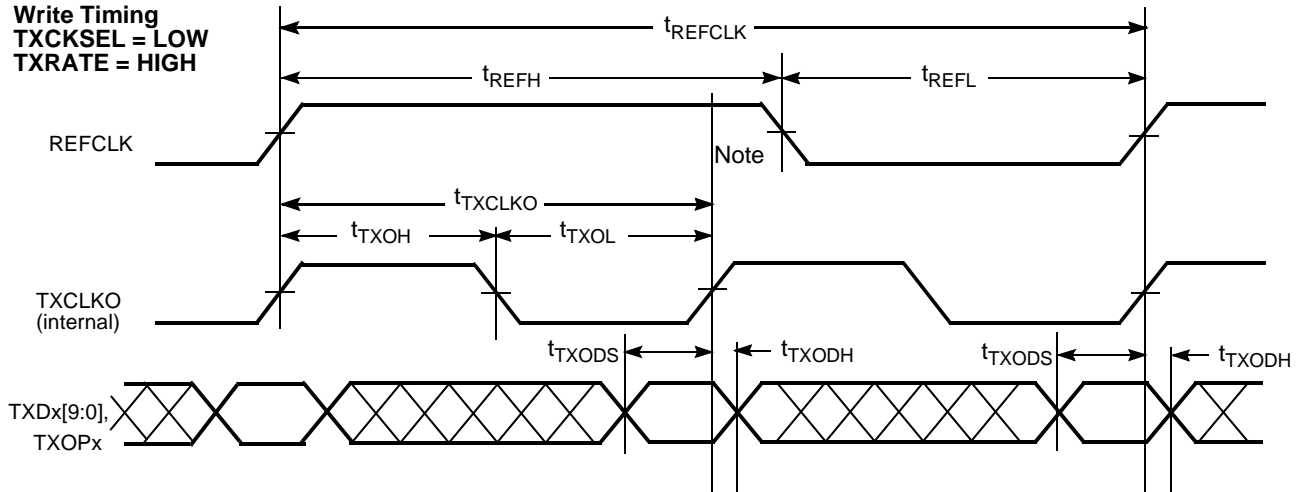 Write Timing
TXCKSEL = LOW
TXRATE = HIGH
tREFCLK
tREFH
tREFL
REFCLK
Note
tTXCLKO
tTXOH
tTXOL
TXCLKO
(internal)
tTXODS
tTXODH
tTXODS
tTXODH
TXDx[9:0],
TXOPx